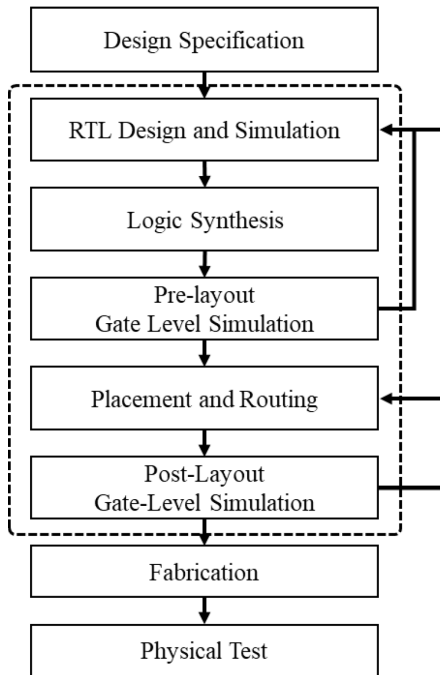 Design Specification
RTL Design and Simulation
Logic Synthesis
Pre-layout
Gate Level Simulation
Placement and Routing
Post-Layout
Gate-Level Simulation
Fabrication
Physical Test